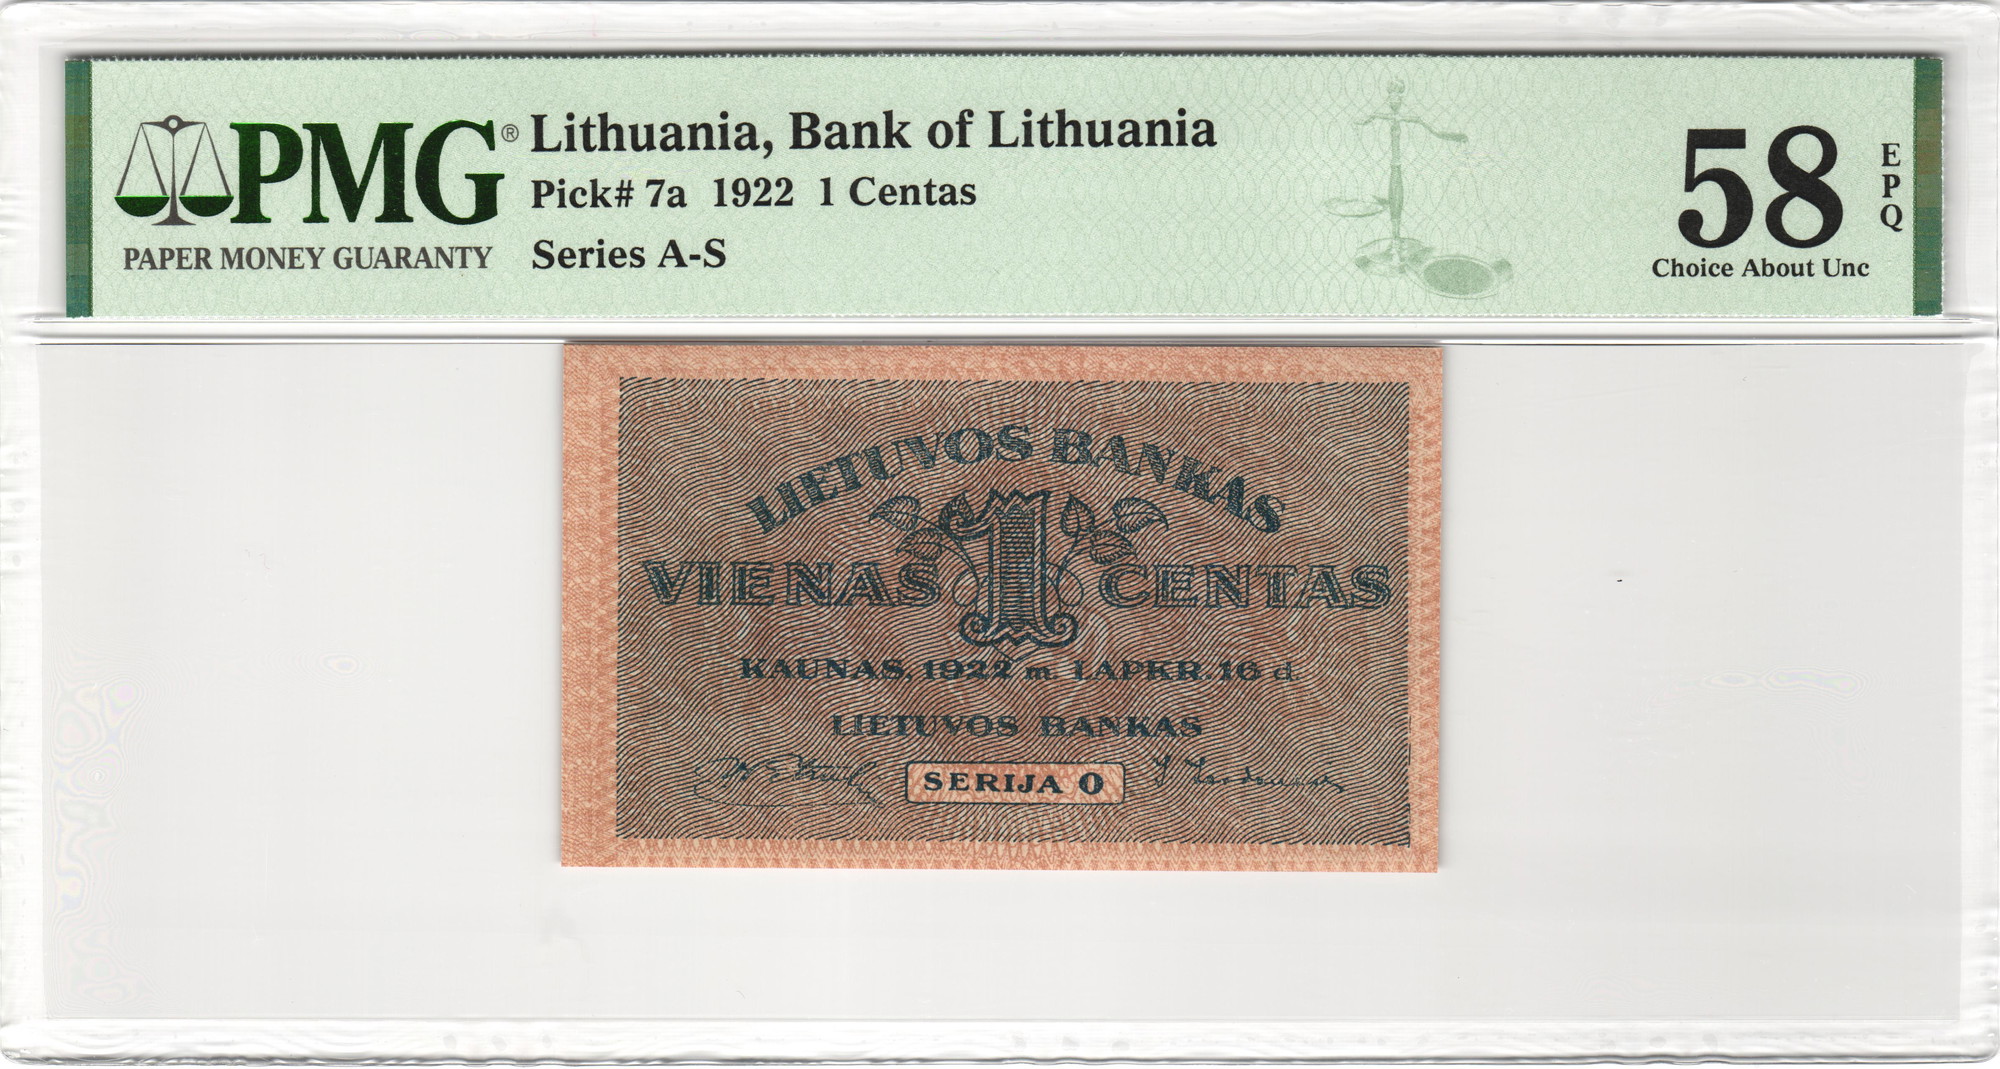 PMG®
PAPER MONEY GUARANTY
Lithuania, Bank of Lithuania
Pick# 7a 1922 1 Centas
Series A-S
58
EPQ
Choice About Unc
LIETUVOS BANKAS
VIENAS 1 CENTAS
KAUNAS, 1922 m. LAPKR. 16 d.
LIETUVOS BANKAS
SERIJA O